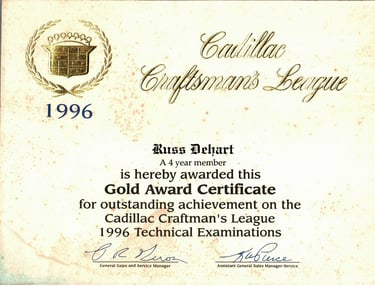 Cadillac
Craftsman's League
1996
Russ Dehart
A 4 year member
is hereby awarded this
Gold Award Certificate
for outstanding achievement on the
Cadillac Craftman's League
1996 Technical Examinations
General Sales and Service Manager
Assistant General Sales Manager-Service